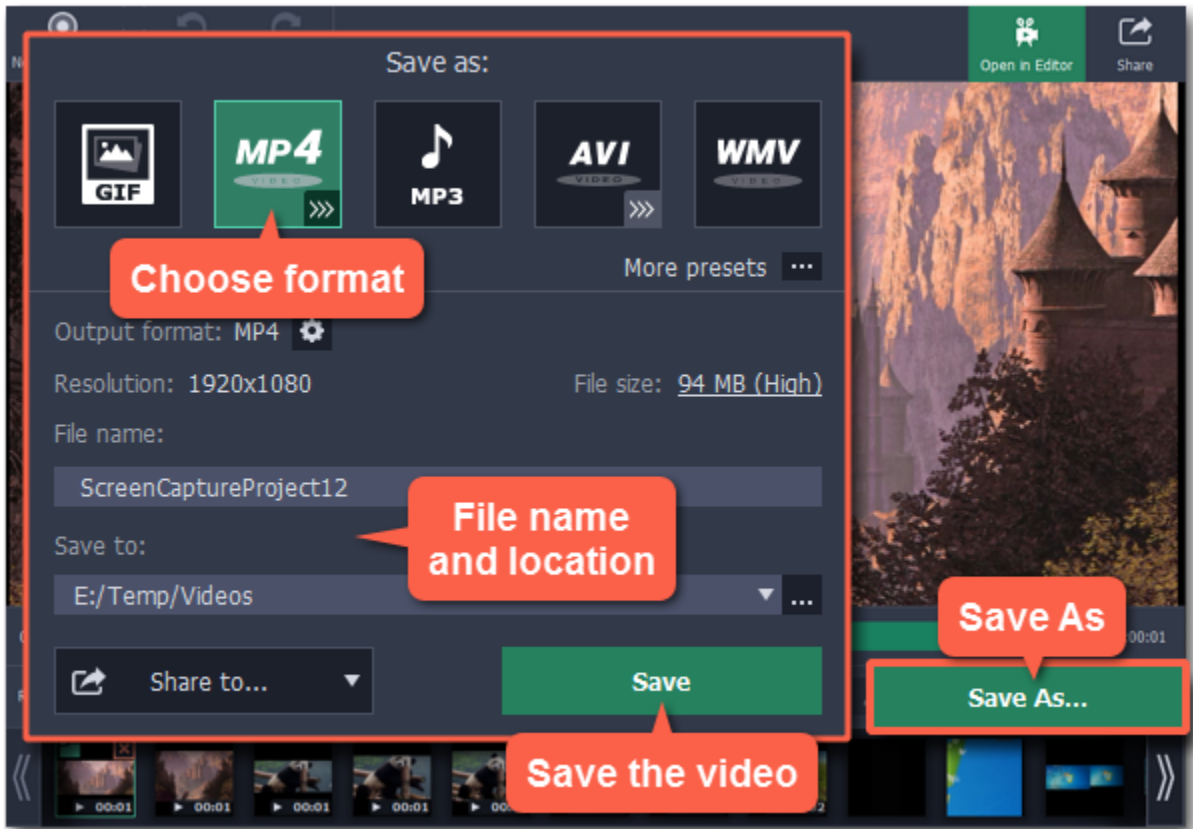 Open in Editor
Share
Save as:
GIF
MP4
VIDEO
MP3
AVI
VIDEO
WMV
VIDEO
Choose format
More presets ...
Output format: MP4
Resolution: 1920x1080
File size: 94 MB (High)
File name:
ScreenCaptureProject12
File name
and location
Save to:
E:/Temp/Videos
...
Save As
00:01
Share to...
Save
Save As...
Save the video
00:01
00:01
00:01
00:01